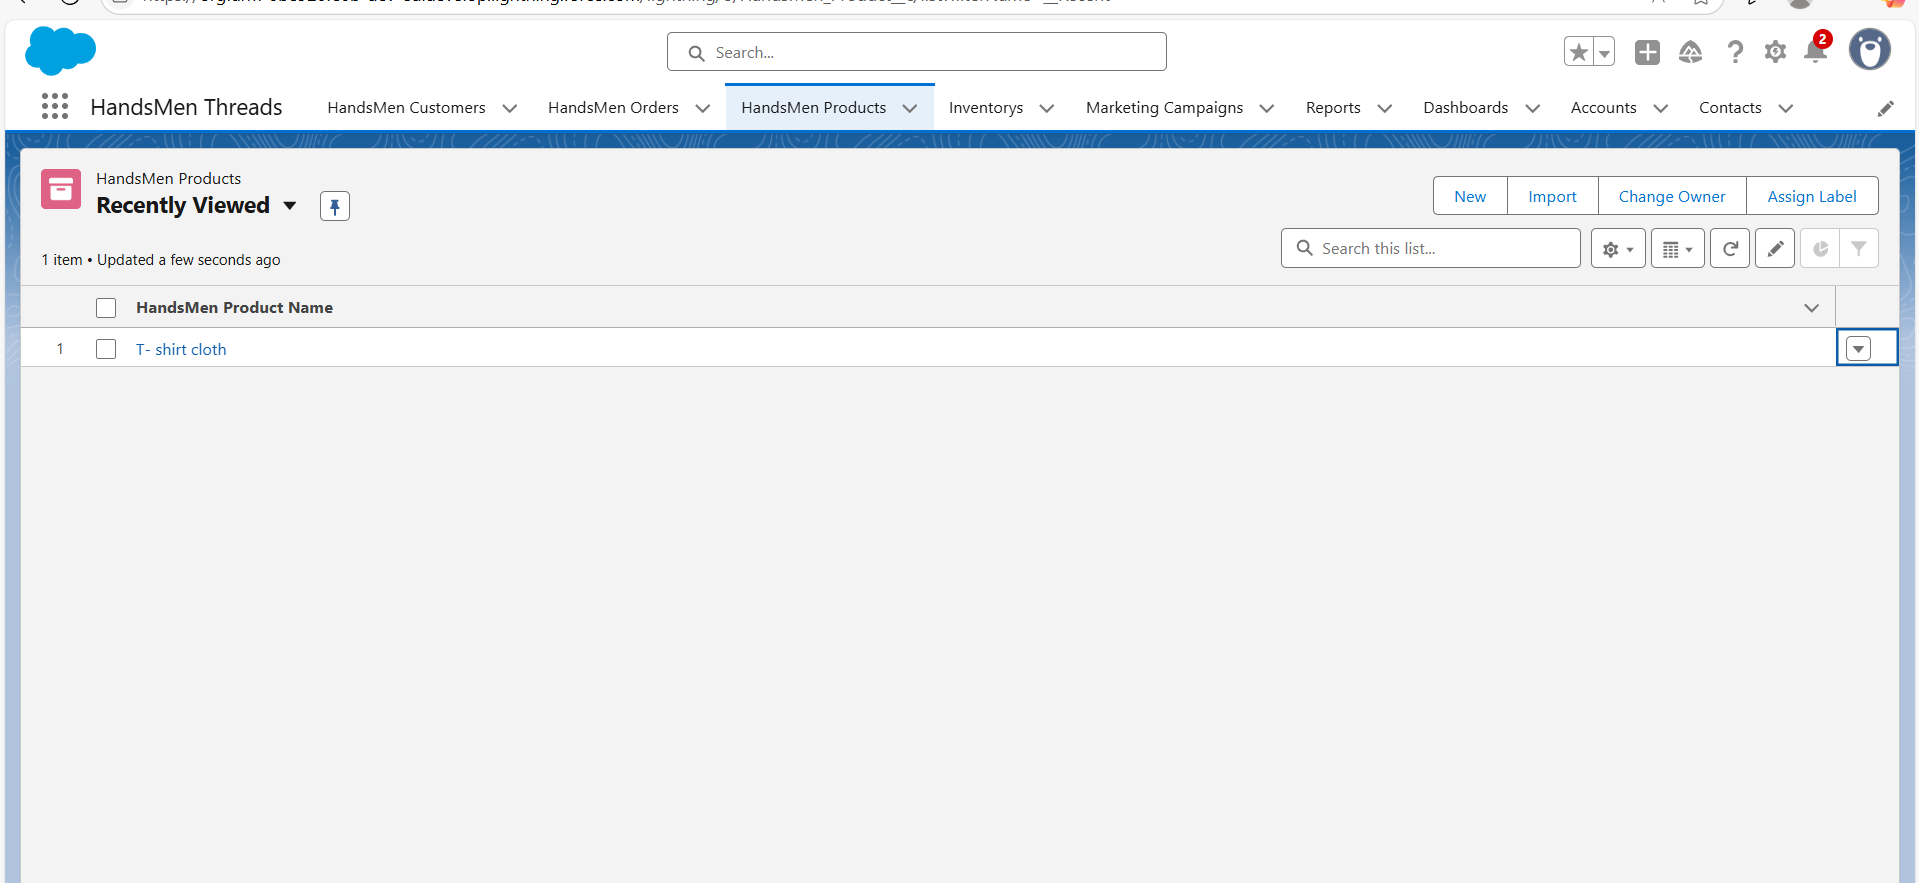 Search...
2
HandsMen Threads
HandsMen Customers
HandsMen Orders
HandsMen Products
Inventorys
Marketing Campaigns
Reports
Dashboards
Accounts
Contacts
HandsMen Products
Recently Viewed
New
Import
Change Owner
Assign Label
1 item • Updated a few seconds ago
Search this list...
HandsMen Product Name
1
T- shirt cloth